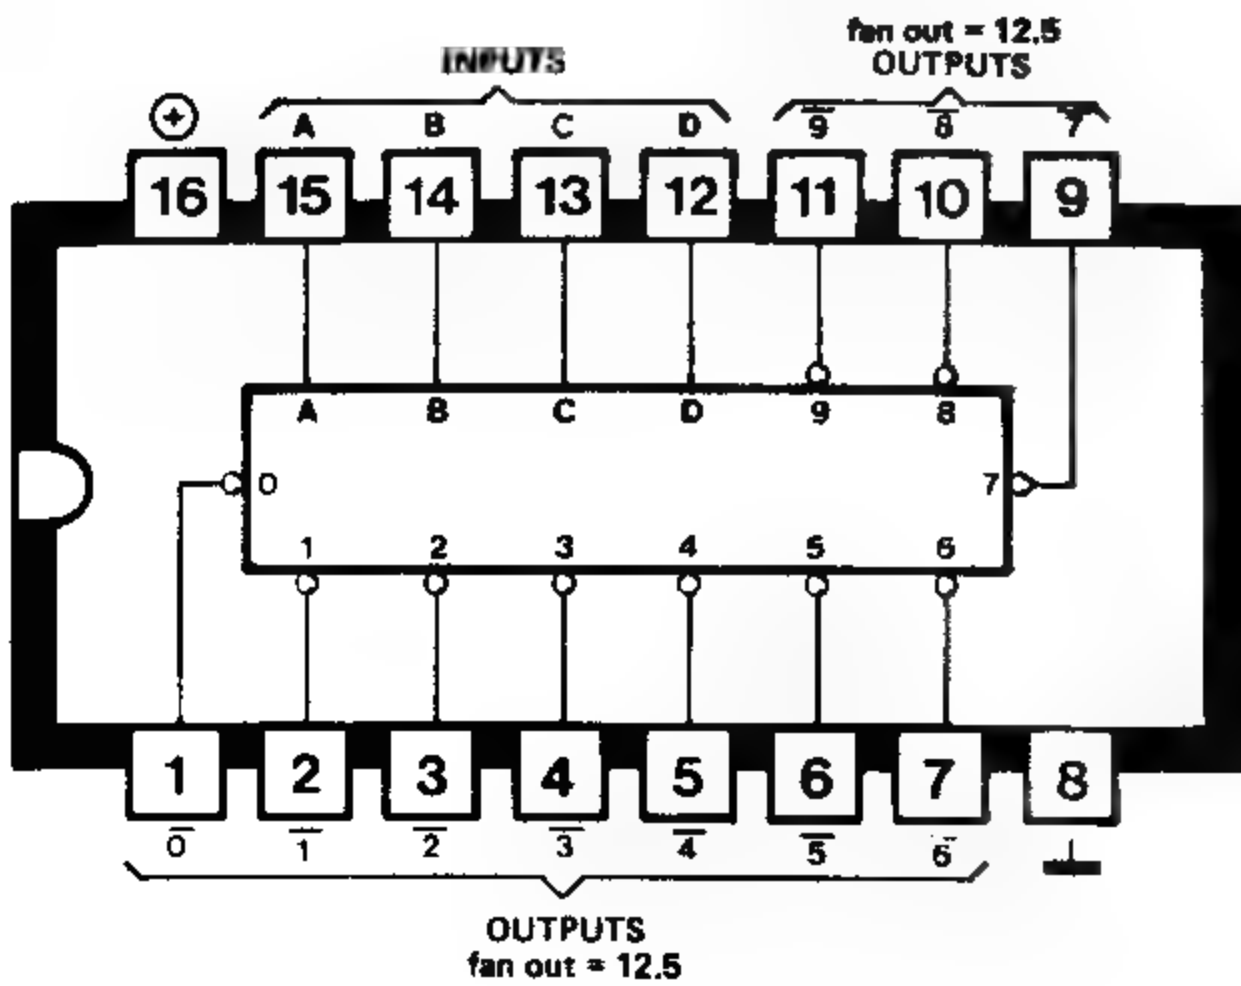 fan out = 12.5
INPUTS OUTPUTS
+ A B C D 9̅ 8̅ 7̅
16 15 14 13 12 11 10 9
A B C D 9 8
0 7
1 2 3 4 5 6
1 2 3 4 5 6 7 8
0̅ 1̅ 2̅ 3̅ 4̅ 5̅ 6̅
OUTPUTS
fan out = 12.5